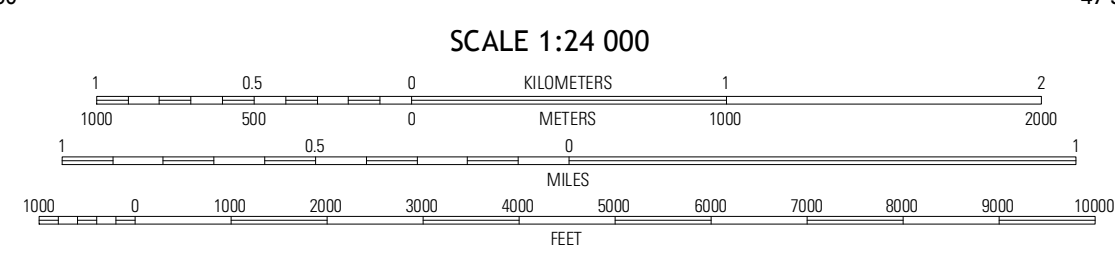 SCALE 1:24 000
1 0.5 0 KILOMETERS 1 2
1000 500 0 METERS 1000 2000
1 0.5 0 1
MILES
1000 0 1000 2000 3000 4000 5000 6000 7000 8000 9000 10000
FEET